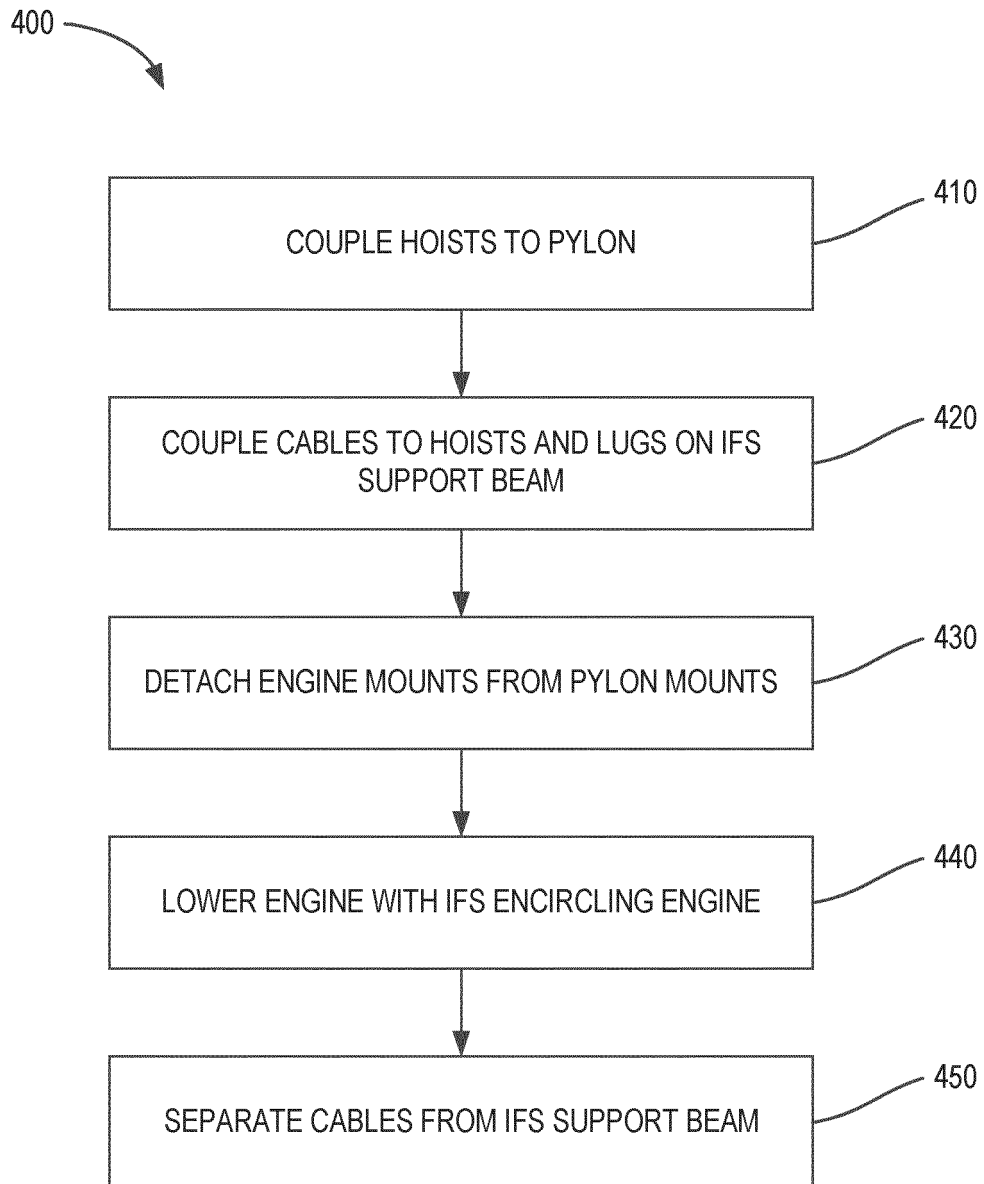 400
410
COUPLE HOISTS TO PYLON
420
COUPLE CABLES TO HOISTS AND LUGS ON IFS
SUPPORT BEAM
430
DETACH ENGINE MOUNTS FROM PYLON MOUNTS
440
LOWER ENGINE WITH IFS ENCIRCLING ENGINE
450
SEPARATE CABLES FROM IFS SUPPORT BEAM